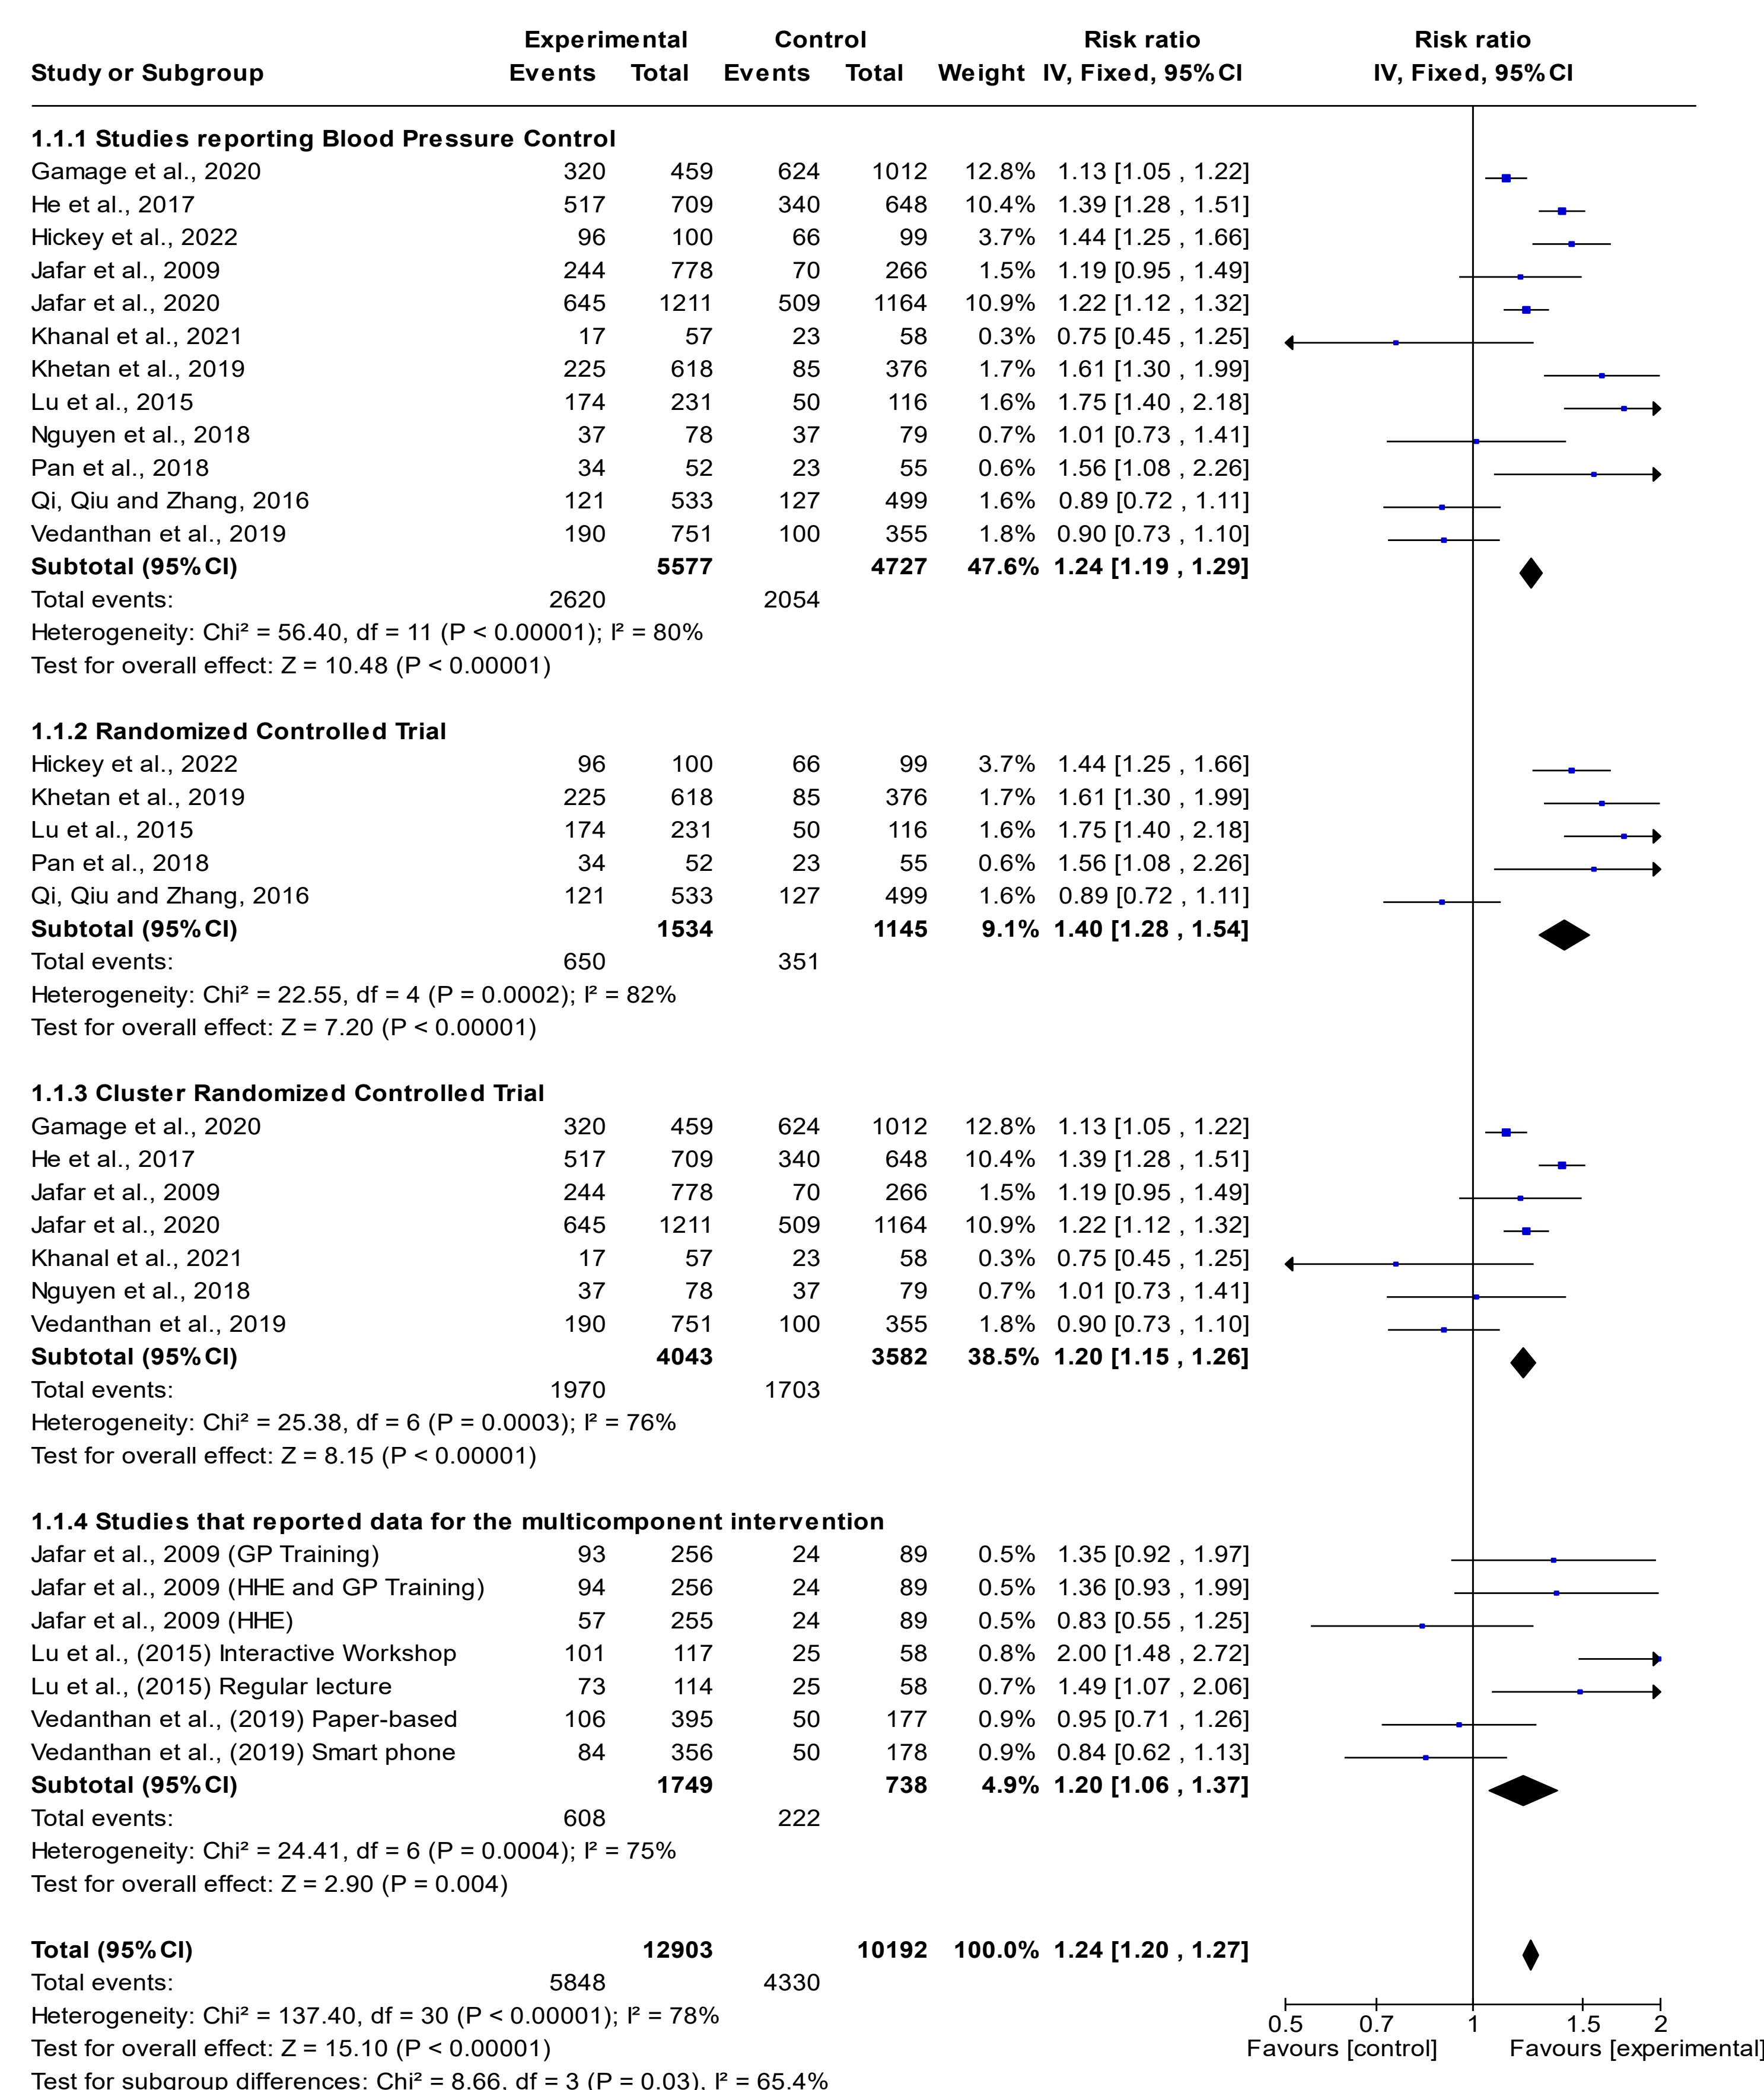 Experimental Control Risk ratio Risk ratio
Study or Subgroup Events Total Events Total Weight IV, Fixed, 95% CI IV, Fixed, 95% CI
1.1.1 Studies reporting Blood Pressure Control
Gamage et al., 2020 320 459 624 1012 12.8% 1.13 [1.05 , 1.22]
He et al., 2017 517 709 340 648 10.4% 1.39 [1.28 , 1.51]
Hickey et al., 2022 96 100 66 99 3.7% 1.44 [1.25 , 1.66]
Jafar et al., 2009 244 778 70 266 1.5% 1.19 [0.95 , 1.49]
Jafar et al., 2020 645 1211 509 1164 10.9% 1.22 [1.12 , 1.32]
Khanal et al., 2021 17 57 23 58 0.3% 0.75 [0.45 , 1.25]
Khetan et al., 2019 225 618 85 376 1.7% 1.61 [1.30 , 1.99]
Lu et al., 2015 174 231 50 116 1.6% 1.75 [1.40 , 2.18]
Nguyen et al., 2018 37 78 37 79 0.7% 1.01 [0.73 , 1.41]
Pan et al., 2018 34 52 23 55 0.6% 1.56 [1.08 , 2.26]
Qi, Qiu and Zhang, 2016 121 533 127 499 1.6% 0.89 [0.72 , 1.11]
Vedanthan et al., 2019 190 751 100 355 1.8% 0.90 [0.73 , 1.10]
Subtotal (95% CI) 5577 4727 47.6% 1.24 [1.19 , 1.29]
Total events: 2620 2054
Heterogeneity: Chi² = 56.40, df = 11 (P < 0.00001); I² = 80%
Test for overall effect: Z = 10.48 (P < 0.00001)
1.1.2 Randomized Controlled Trial
Hickey et al., 2022 96 100 66 99 3.7% 1.44 [1.25 , 1.66]
Khetan et al., 2019 225 618 85 376 1.7% 1.61 [1.30 , 1.99]
Lu et al., 2015 174 231 50 116 1.6% 1.75 [1.40 , 2.18]
Pan et al., 2018 34 52 23 55 0.6% 1.56 [1.08 , 2.26]
Qi, Qiu and Zhang, 2016 121 533 127 499 1.6% 0.89 [0.72 , 1.11]
Subtotal (95% CI) 1534 1145 9.1% 1.40 [1.28 , 1.54]
Total events: 650 351
Heterogeneity: Chi² = 22.55, df = 4 (P = 0.0002); I² = 82%
Test for overall effect: Z = 7.20 (P < 0.00001)
1.1.3 Cluster Randomized Controlled Trial
Gamage et al., 2020 320 459 624 1012 12.8% 1.13 [1.05 , 1.22]
He et al., 2017 517 709 340 648 10.4% 1.39 [1.28 , 1.51]
Jafar et al., 2009 244 778 70 266 1.5% 1.19 [0.95 , 1.49]
Jafar et al., 2020 645 1211 509 1164 10.9% 1.22 [1.12 , 1.32]
Khanal et al., 2021 17 57 23 58 0.3% 0.75 [0.45 , 1.25]
Nguyen et al., 2018 37 78 37 79 0.7% 1.01 [0.73 , 1.41]
Vedanthan et al., 2019 190 751 100 355 1.8% 0.90 [0.73 , 1.10]
Subtotal (95% CI) 4043 3582 38.5% 1.20 [1.15 , 1.26]
Total events: 1970 1703
Heterogeneity: Chi² = 25.38, df = 6 (P = 0.0003); I² = 76%
Test for overall effect: Z = 8.15 (P < 0.00001)
1.1.4 Studies that reported data for the multicomponent intervention
Jafar et al., 2009 (GP Training) 93 256 24 89 0.5% 1.35 [0.92 , 1.97]
Jafar et al., 2009 (HHE and GP Training) 94 256 24 89 0.5% 1.36 [0.93 , 1.99]
Jafar et al., 2009 (HHE) 57 255 24 89 0.5% 0.83 [0.55 , 1.25]
Lu et al., (2015) Interactive Workshop 101 117 25 58 0.8% 2.00 [1.48 , 2.72]
Lu et al., (2015) Regular lecture 73 114 25 58 0.7% 1.49 [1.07 , 2.06]
Vedanthan et al., (2019) Paper-based 106 395 50 177 0.9% 0.95 [0.71 , 1.26]
Vedanthan et al., (2019) Smart phone 84 356 50 178 0.9% 0.84 [0.62 , 1.13]
Subtotal (95% CI) 1749 738 4.9% 1.20 [1.06 , 1.37]
Total events: 608 222
Heterogeneity: Chi² = 24.41, df = 6 (P = 0.0004); I² = 75%
Test for overall effect: Z = 2.90 (P = 0.004)
Total (95% CI) 12903 10192 100.0% 1.24 [1.20 , 1.27]
Total events: 5848 4330
Heterogeneity: Chi² = 137.40, df = 30 (P < 0.00001); I² = 78%
0.5 0.7 1 1.5 2
Test for overall effect: Z = 15.10 (P < 0.00001)
Favours [control] Favours [experimental]
Test for subgroup differences: Chi² = 8.66, df = 3 (P = 0.03), I² = 65.4%